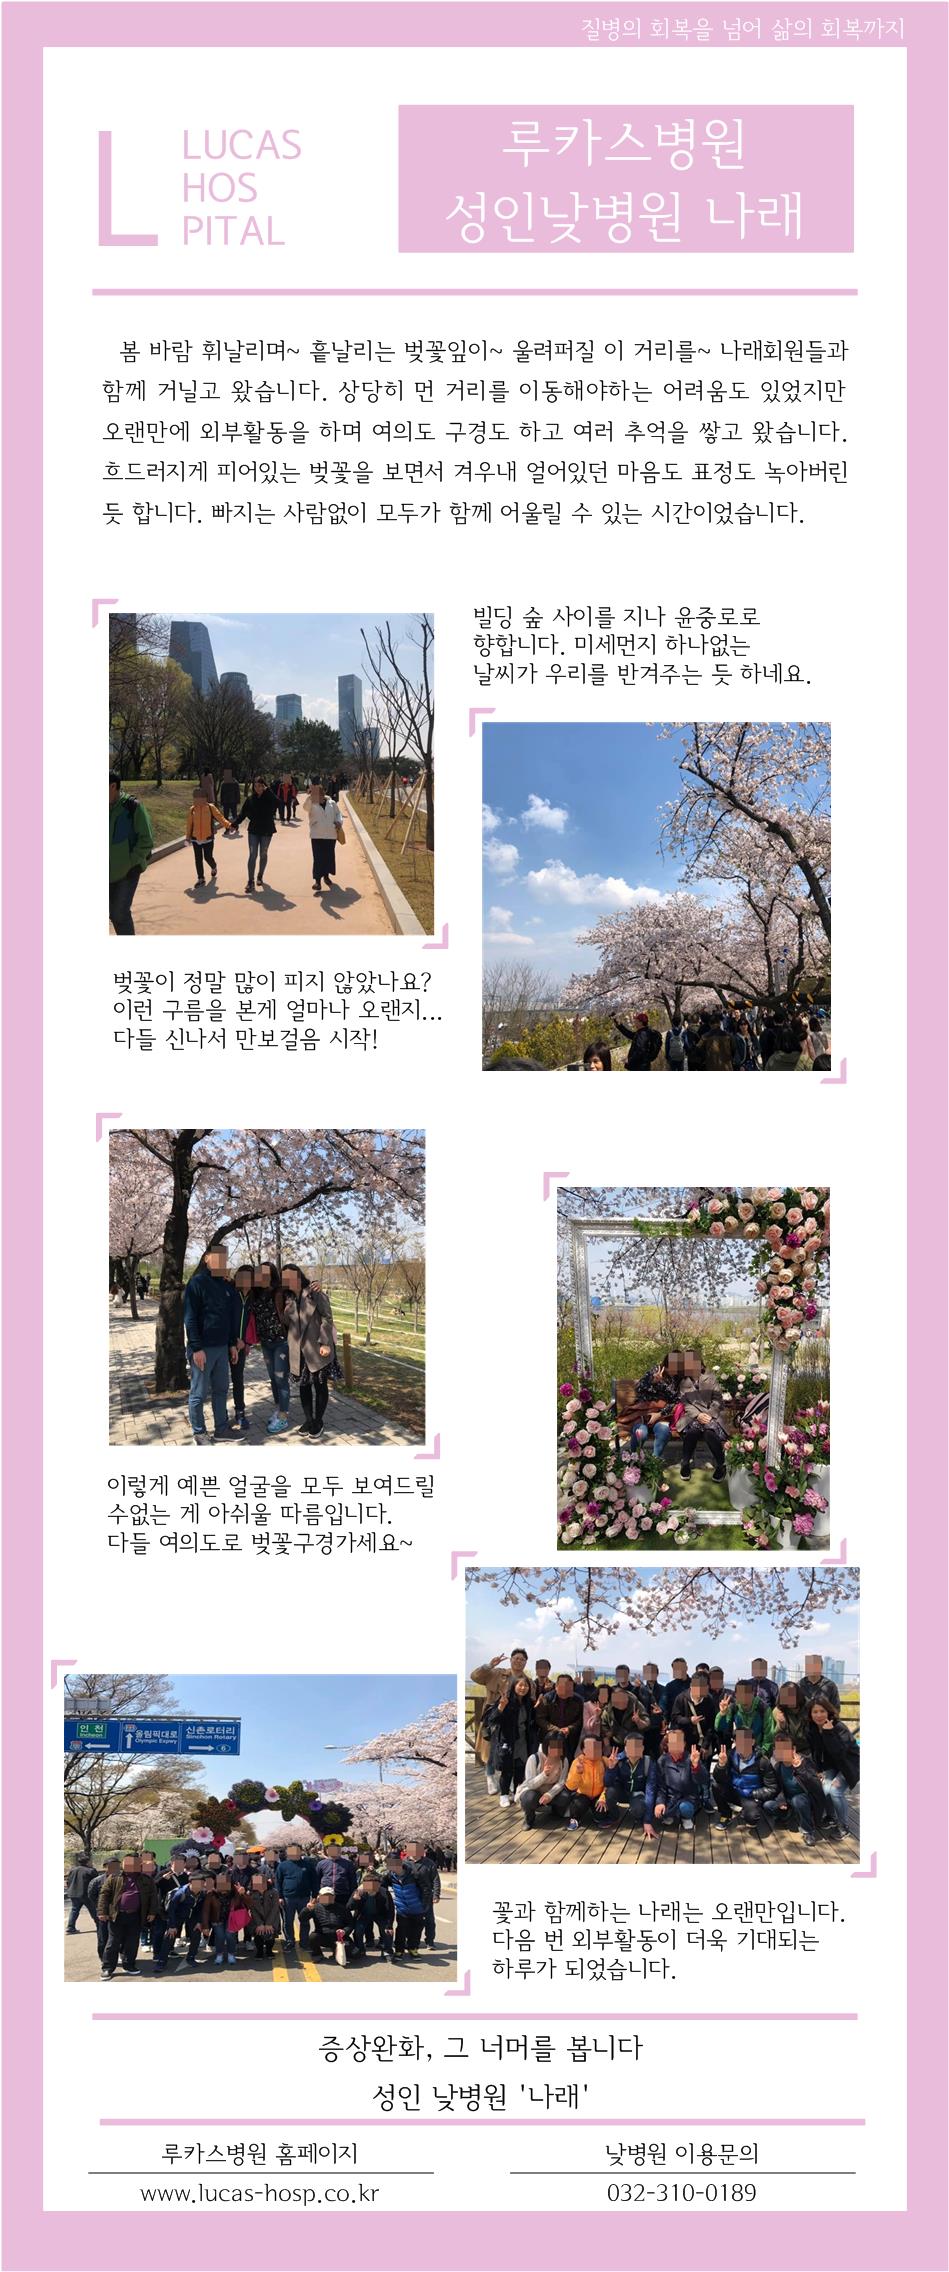 질병의 회복을 넘어 삶의 회복까지
L
LUCAS
HOS
PITAL
루카스병원
성인낮병원 나래
봄 바람 휘날리며~ 흩날리는 벚꽃잎이~ 울려퍼질 이 거리를~ 나래회원들과
함께 거닐고 왔습니다. 상당히 먼 거리를 이동해야하는 어려움도 있었지만
오랜만에 외부활동을 하며 여의도 구경도 하고 여러 추억을 쌓고 왔습니다.
흐드러지게 피어있는 벚꽃을 보면서 겨우내 얼어있던 마음도 표정도 녹아버린
듯 합니다. 빠지는 사람없이 모두가 함께 어울릴 수 있는 시간이었습니다.
빌딩 숲 사이를 지나 윤중로로
향합니다. 미세먼지 하나없는
날씨가 우리를 반겨주는 듯 하네요.
벚꽃이 정말 많이 피지 않았나요?
이런 구름을 본게 얼마나 오랜지...
다들 신나서 만보걸음 시작!
이렇게 예쁜 얼굴을 모두 보여드릴
수없는 게 아쉬울 따름입니다.
다들 여의도로 벚꽃구경가세요~
인천
Incheon
올림픽대로
Olympic Expwy
신촌로터리
Sinchon Rotary
6
꽃과 함께하는 나래는 오랜만입니다.
다음 번 외부활동이 더욱 기대되는
하루가 되었습니다.
증상완화, 그 너머를 봅니다
성인 낮병원 '나래'
루카스병원 홈페이지
www.lucas-hosp.co.kr
낮병원 이용문의
032-310-0189